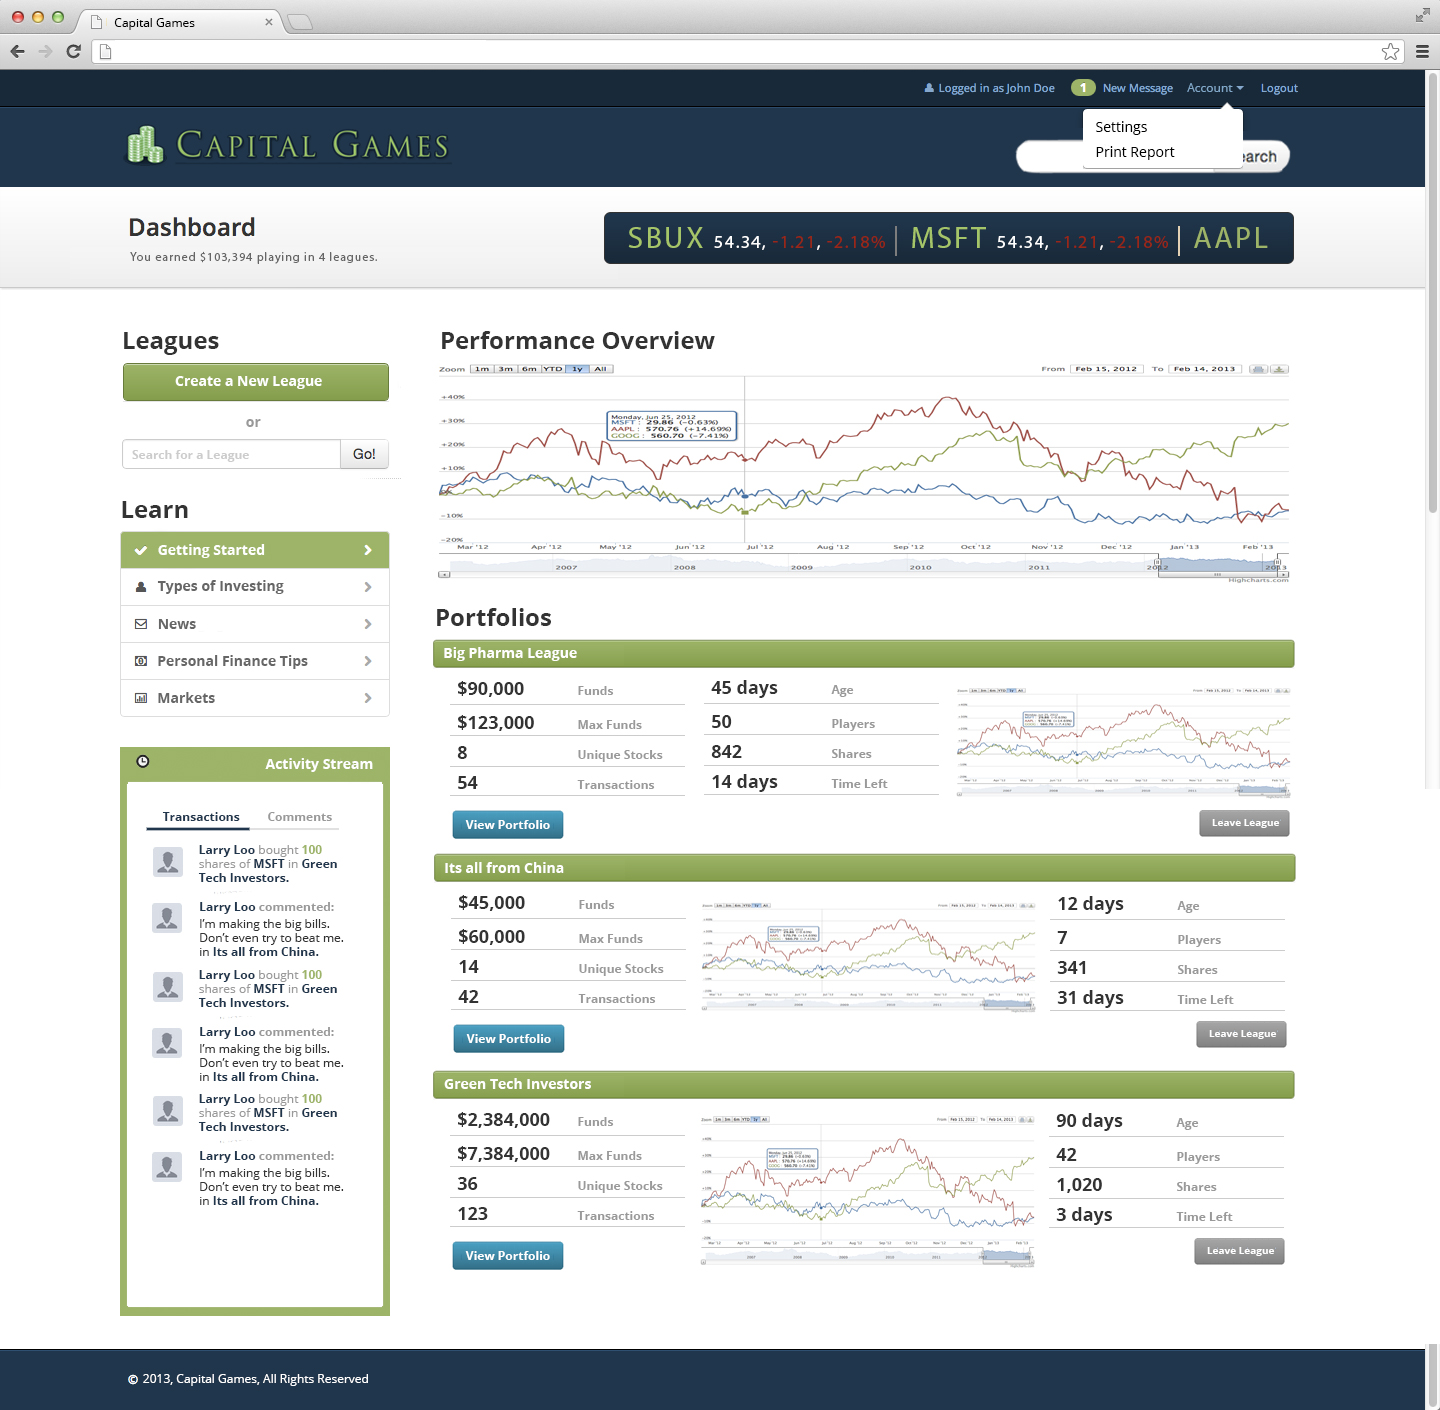 Capital Games
Logged in as John Doe
1 New Message
Account
Logout
Settings
Print Report
CAPITAL GAMES
earch
Dashboard
You earned $103,394 playing in 4 leagues.
SBUX 54.34, -1.21, -2.18% | MSFT 54.34, -1.21, -2.18% | AAPL
Leagues
Create a New League
or
Search for a League
Go!
Learn
Getting Started
Types of Investing
News
Personal Finance Tips
Markets
Activity Stream
Transactions
Comments
Larry Loo bought 100
shares of MSFT in Green
Tech Investors.
Larry Loo commented:
I'm making the big bills.
Don't even try to beat me.
in Its all from China.
Larry Loo bought 100
shares of MSFT in Green
Tech Investors.
Larry Loo commented:
I'm making the big bills.
Don't even try to beat me.
in Its all from China.
Larry Loo bought 100
shares of MSFT in Green
Tech Investors.
Larry Loo commented:
I'm making the big bills.
Don't even try to beat me.
in Its all from China.
Performance Overview
Zoom 1m 3m 6m YTD 1y All
From Feb 15, 2012 To Feb 14, 2013
+40%
+30%
+20%
+10%
-10%
-20%
Monday, Jun 25, 2012
MSFT : 29.86 (-0.63%)
AAPL : 570.76 (+14.69%)
GOOG : 560.70 (-7.41%)
Mar '12 Apr '12 May '12 Jun '12 Jul '12 Aug '12 Sep '12 Oct '12 Nov '12 Dec '12 Jan '13 Feb '13
2007 2008 2009 2010 2011 2012 2013
Highcharts.com
Portfolios
Big Pharma League
$90,000 Funds
$123,000 Max Funds
8 Unique Stocks
54 Transactions
45 days Age
50 Players
842 Shares
14 days Time Left
View Portfolio
Leave League
Its all from China
$45,000 Funds
$60,000 Max Funds
14 Unique Stocks
42 Transactions
12 days Age
7 Players
341 Shares
31 days Time Left
View Portfolio
Leave League
Green Tech Investors
$2,384,000 Funds
$7,384,000 Max Funds
36 Unique Stocks
123 Transactions
90 days Age
42 Players
1,020 Shares
3 days Time Left
View Portfolio
Leave League
© 2013, Capital Games, All Rights Reserved